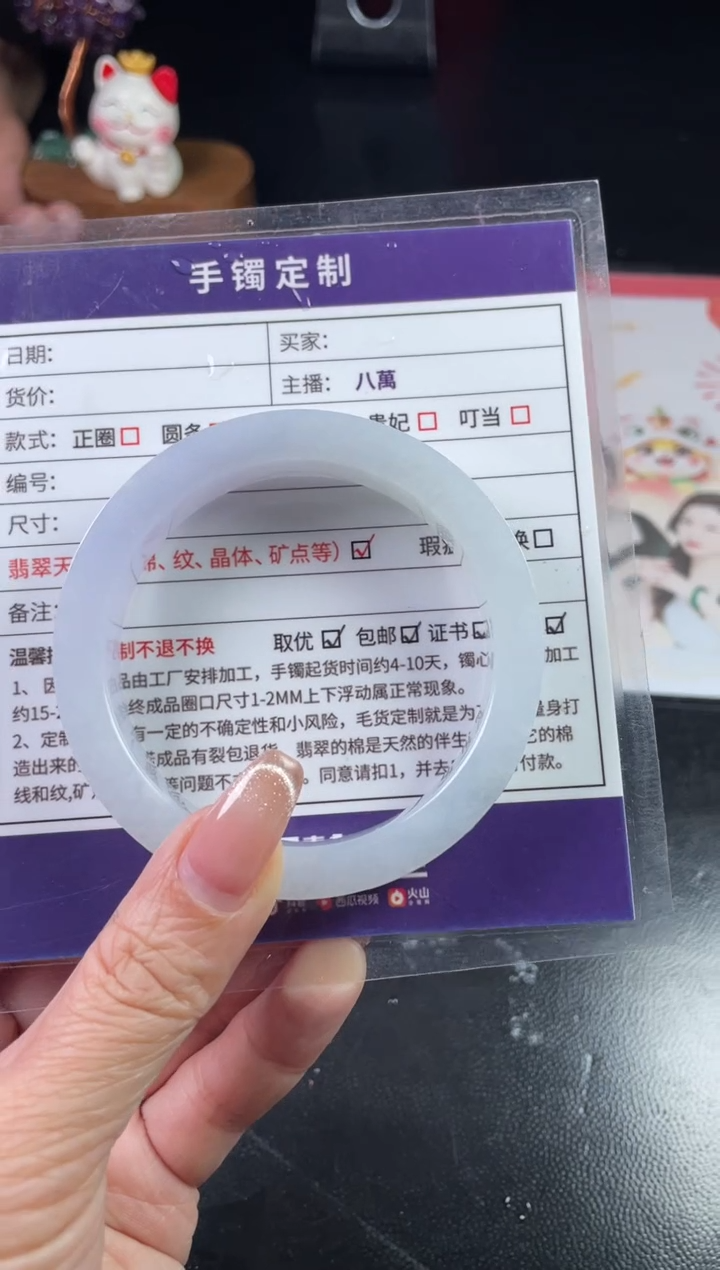 手镯定制
日期： 买家：
货价： 主播： 八萬
款式： 正圈 圆条 贵妃 叮当
编号：
尺寸：
翡翠天 、纹、晶体、矿点等） 瑕疵 换
备注：
温馨 制不退不换 取优 包邮 证书
1、因 品由工厂安排加工，手镯起货时间约4-10天，镯心 加工
约15- 终成品圈口尺寸1-2MM上下浮动属正常现象。
2、定制 有一定的不确定性和小风险，毛货定制就是为 量身打
造出来的 成品有裂包退货。翡翠的棉是天然的伴生 它的棉
线和纹,矿 等问题不 。同意请扣1，并去 付款。
西瓜视频 火山